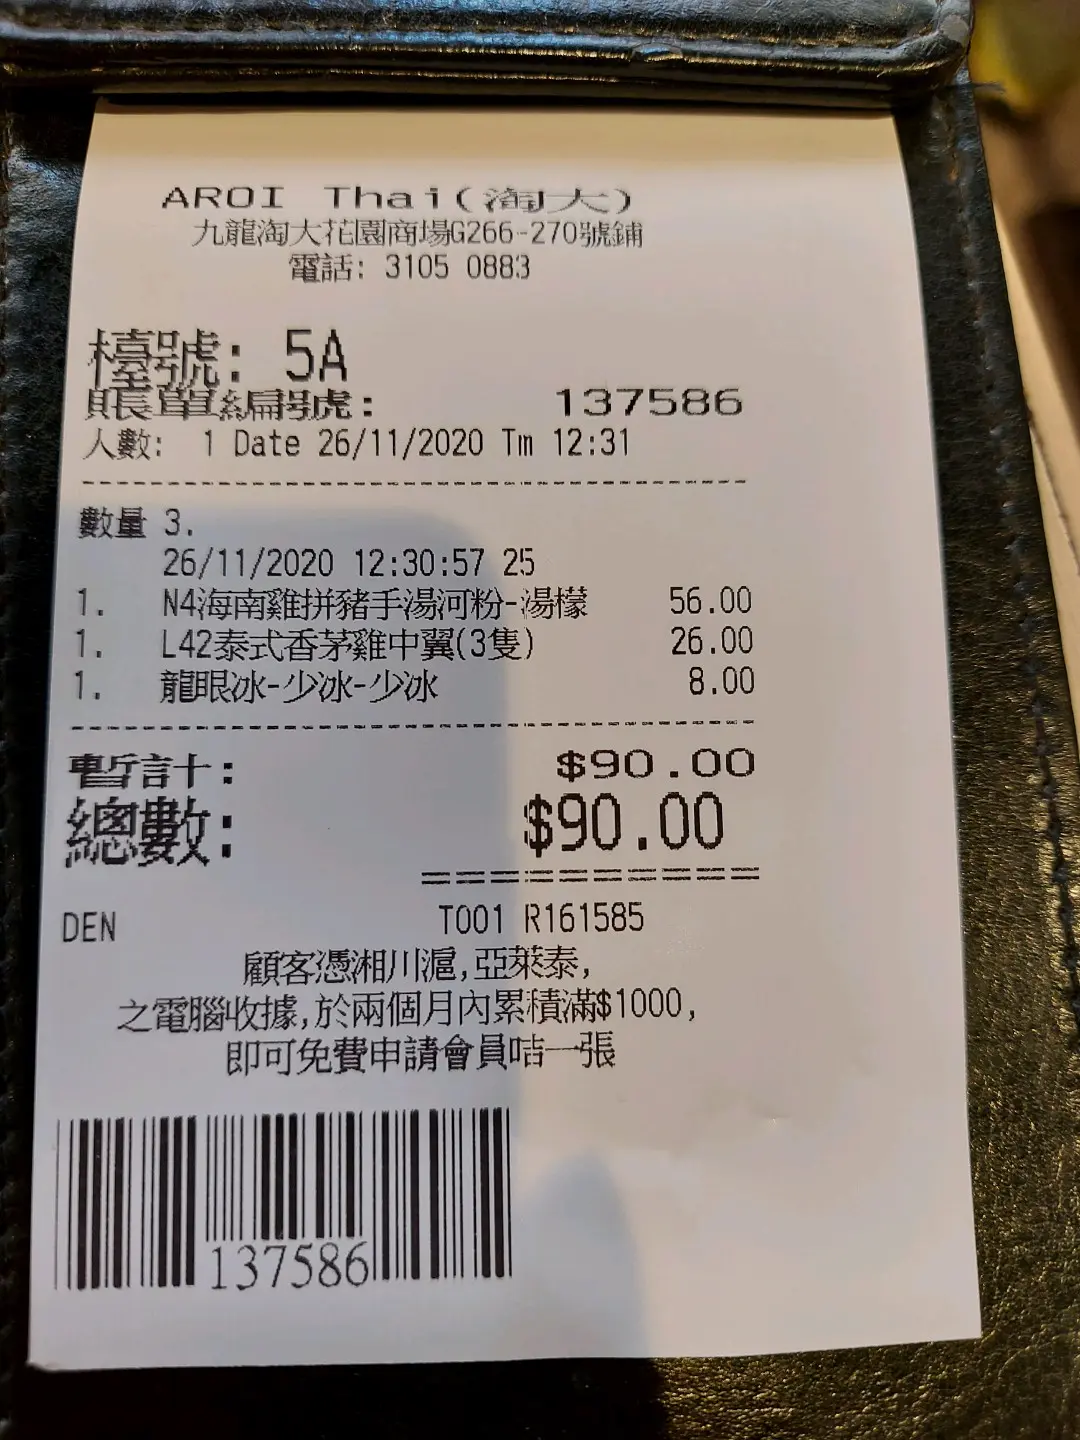 AROI Thai(淘大)
九龍淘大花園商場G266-270號鋪
電話: 3105 0883
檯號: 5A
賬單編號: 137586
人數: 1 Date 26/11/2020 Tm 12:31
數量 3.
26/11/2020 12:30:57 25
1. N4海南雞拼豬手湯河粉-湯檬 56.00
1. L42泰式香茅雞中翼(3隻) 26.00
1. 龍眼冰-少冰-少冰 8.00
暫計: $90.00
總數: $90.00
DEN T001 R161585
顧客憑湘川滬,亞萊泰,
之電腦收據,於兩個月內累積滿$1000,
即可免費申請會員咭一張
137586